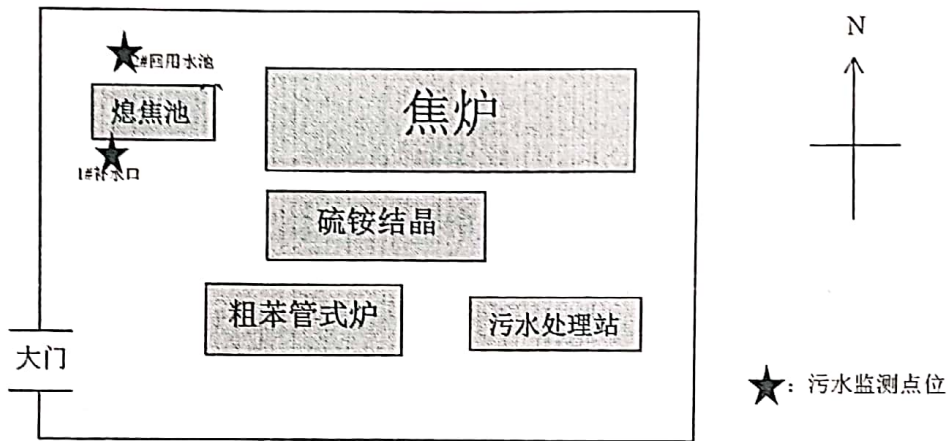 N
2#回用水池
熄焦池
焦炉
1#补水口
硫铵结晶
粗苯管式炉
污水处理站
大门
★：污水监测点位